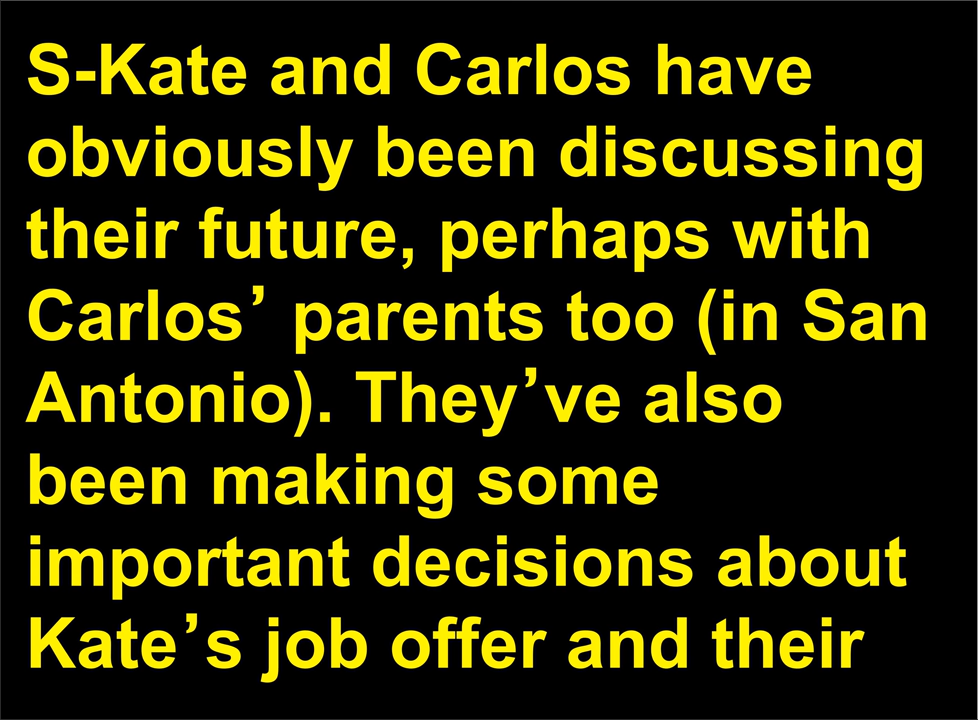 S-Kate and Carlos have
obviously been discussing
their future, perhaps with
Carlos’ parents too (in San
Antonio). They’ve also
been making some
important decisions about
Kate’s job offer and their